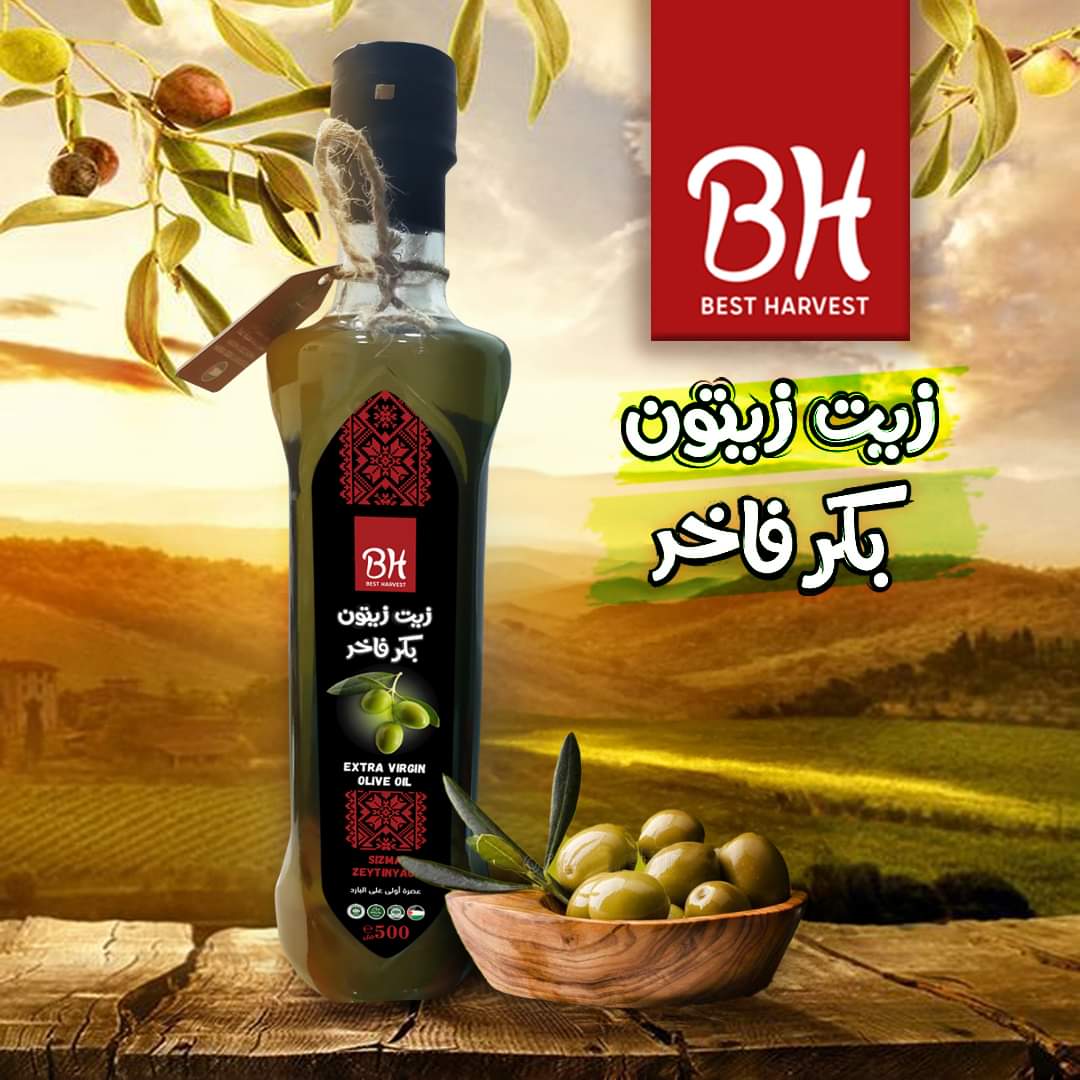 BH
BEST HARVEST
زيت زيتون
بكر فاخر
BH
BEST HARVEST
زيت زيتون
بكر فاخر
EXTRA VIRGIN
OLIVE OIL
SIZMA
عصرة أولى على البارد
500